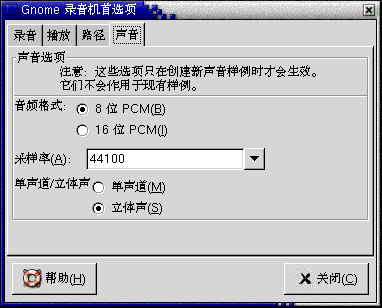 Gnome 录音机首选项
录音 播放 路径 声音
声音选项
注意: 这些选项只在创建新声音样例时才会生效。
它们不会作用于现有样例。
音频格式: 8 位 PCM(B)
16 位 PCM(I)
采样率(A): 44100
单声道/立体声 单声道(M)
立体声(S)
帮助(H) 关闭(C)